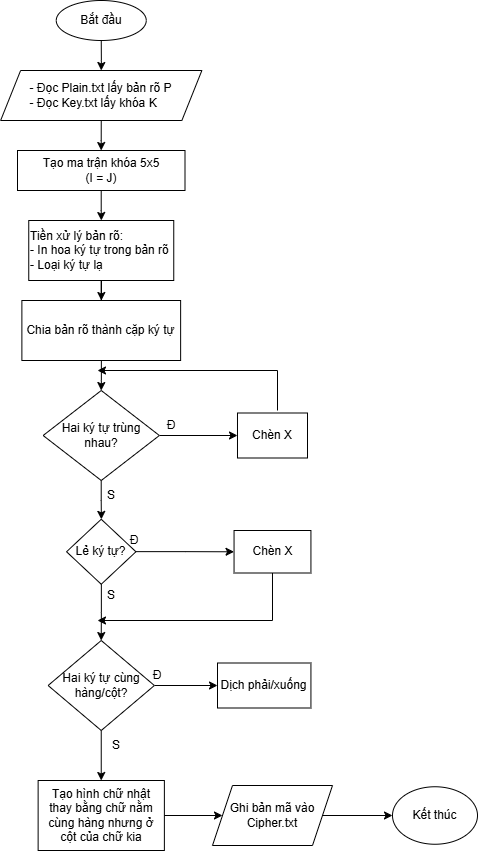 Bắt đầu
- Đọc Plain.txt lấy bản rõ P
- Đọc Key.txt lấy khóa K
Tạo ma trận khóa 5x5
(I = J)
Tiền xử lý bản rõ:
- In hoa ký tự trong bản rõ
- Loại ký tự lạ
Chia bản rõ thành cặp ký tự
Hai ký tự trùng
nhau?
Đ
Chèn X
S
Lẻ ký tự?
Đ
Chèn X
S
Hai ký tự cùng
hàng/cột?
Đ
Dịch phải/xuống
S
Tạo hình chữ nhật
thay bằng chữ nằm
cùng hàng nhưng ở
cột của chữ kia
Ghi bản mã vào
Cipher.txt
Kết thúc